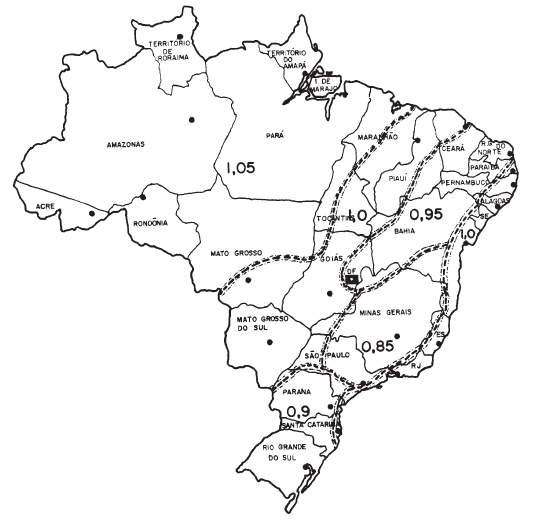 TERRITÓRIO
DE
RORAIMA
TERRITÓRIO
DO
AMAPÁ
I. DE
MARAJÓ
AMAZONAS
PARÁ
MARANHÃO
CEARÁ
R.G. DO
NORTE
PARAÍBA
PIAUÍ
PERNAMBUCO
ALAGOAS
SE.
1,05
ACRE
RONDÔNIA
TOCANTINS
1,0
0,95
BAHIA
1,0
MATO GROSSO
GOIÁS
DF
MINAS GERAIS
MATO GROSSO
DO SUL
ES
0,85
SÃO PAULO
RJ
PARANA
0,9
SANTA CATARINA
RIO GRANDE
DO SUL